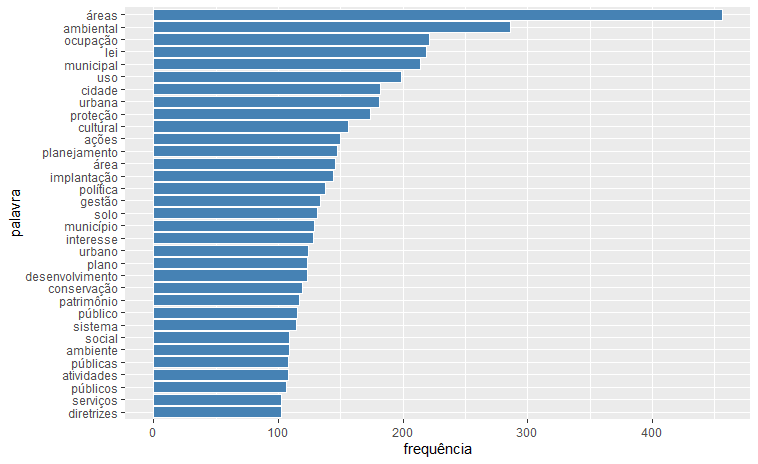 áreas
ambiental
ocupação
lei
municipal
uso
cidade
urbana
proteção
cultural
ações
planejamento
área
implantação
política
gestão
solo
município
interesse
urbano
plano
desenvolvimento
conservação
patrimônio
público
sistema
social
ambiente
públicas
atividades
públicos
serviços
diretrizes
palavra
0 100 200 300 400
frequência